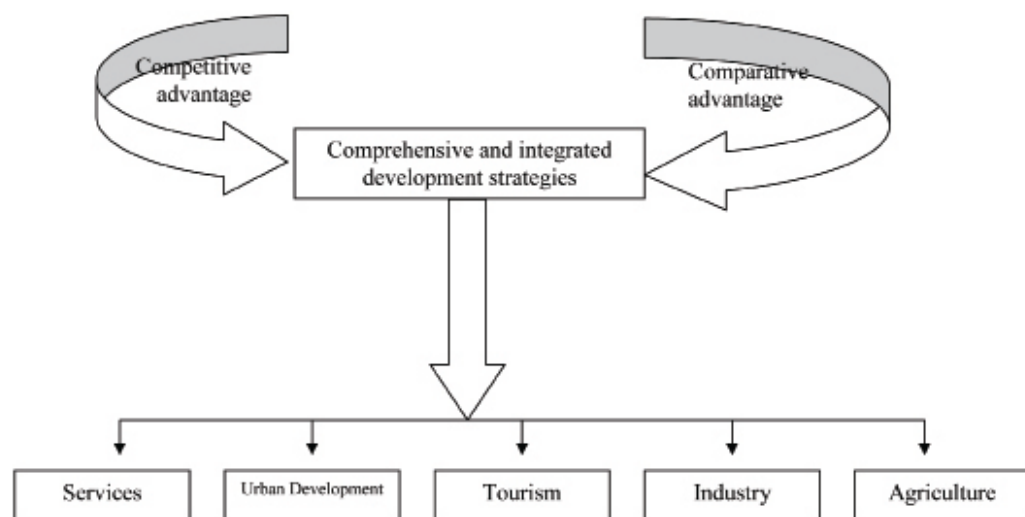 Competitive
advantage
Comparative
advantage
Comprehensive and integrated
development strategies
Services
Urban Development
Tourism
Industry
Agriculture